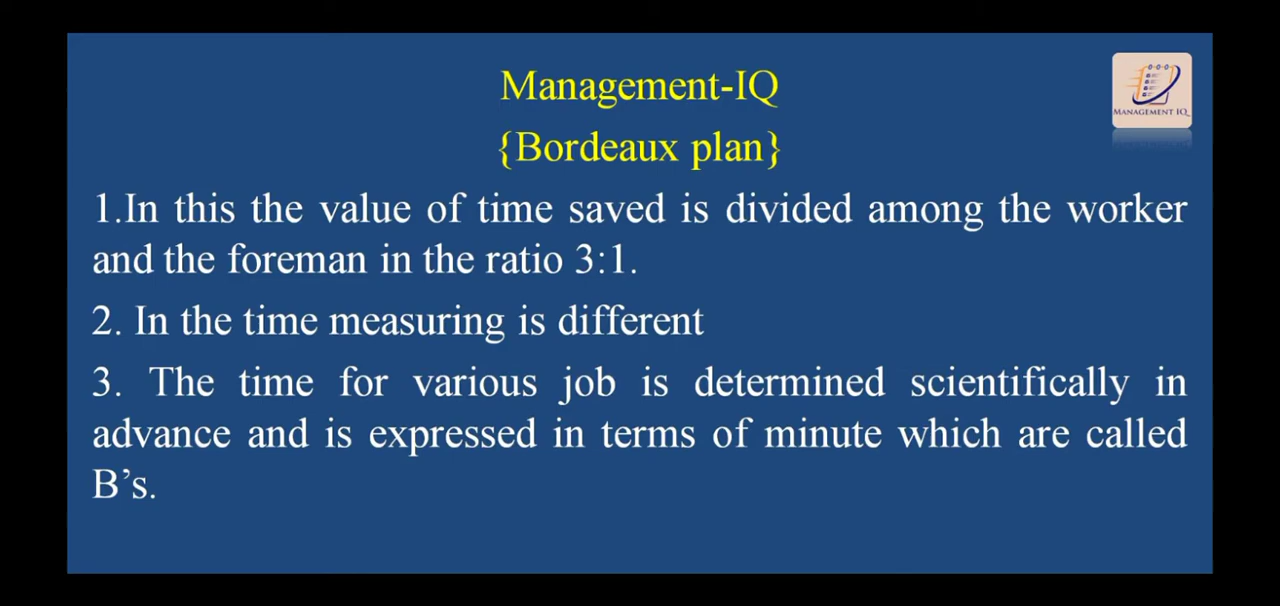 Management-IQ
{Bordeaux plan}
MANAGEMENT IQ
1.In this the value of time saved is divided among the worker
and the foreman in the ratio 3:1.
2. In the time measuring is different
3. The time for various job is determined scientifically in
advance and is expressed in terms of minute which are called
B’s.